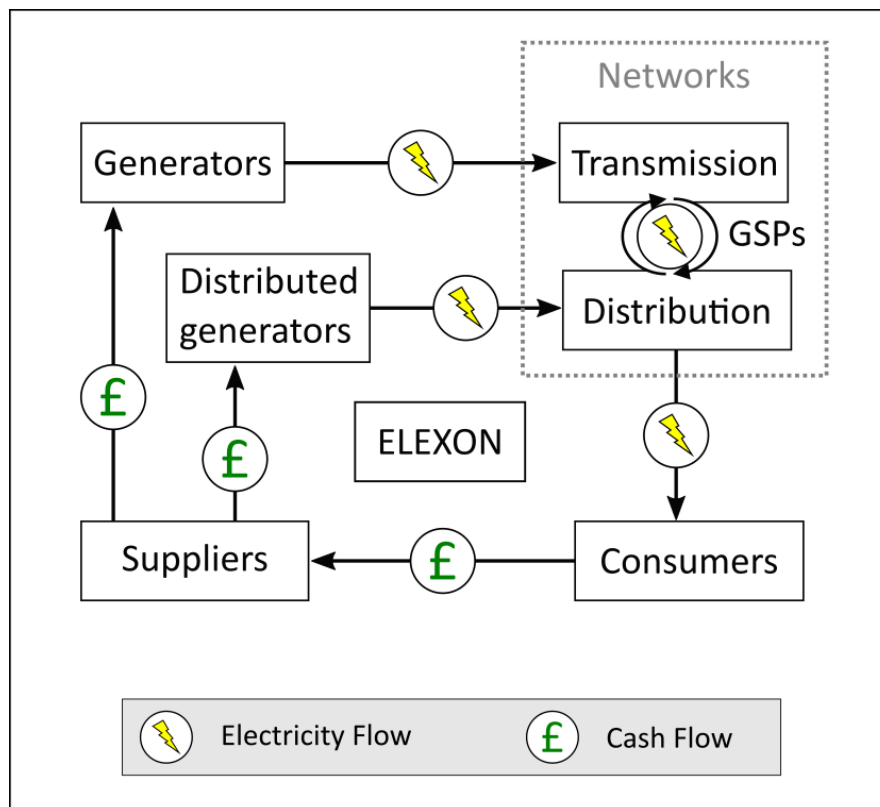 Networks
Generators
Transmission
GSPs
Distributed
generators
Distribution
£
£
ELEXON
Suppliers
£
Consumers
Electricity Flow
£
Cash Flow